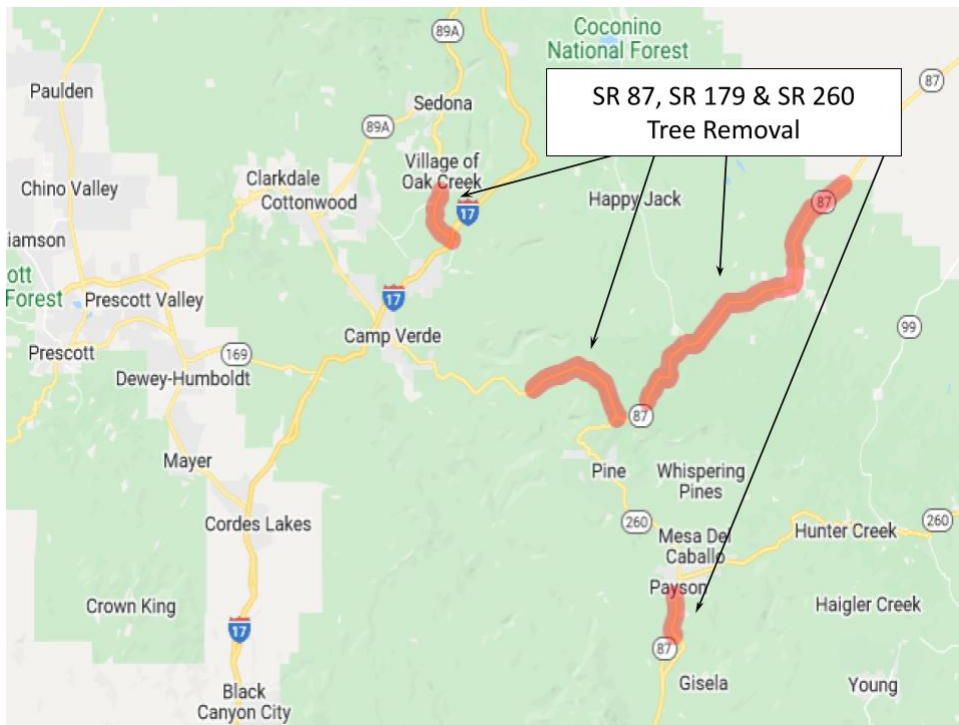 Coconino
National Forest
89A
Paulden
87
SR 87, SR 179 & SR 260
Tree Removal
Sedona
89A
Village of
Oak Creek
Clarkdale
Chino Valley
Cottonwood
Happy Jack
87
17
iamson
ott
Forest
Prescott Valley
17
Camp Verde
99
Prescott
169
Dewey-Humboldt
87
Mayer
Pine
Whispering
Pines
Cordes Lakes
260
260
Hunter Creek
Mesa Del
Caballo
Payson
Crown King
Haigler Creek
17
87
Gisela
Young
Black
Canyon City